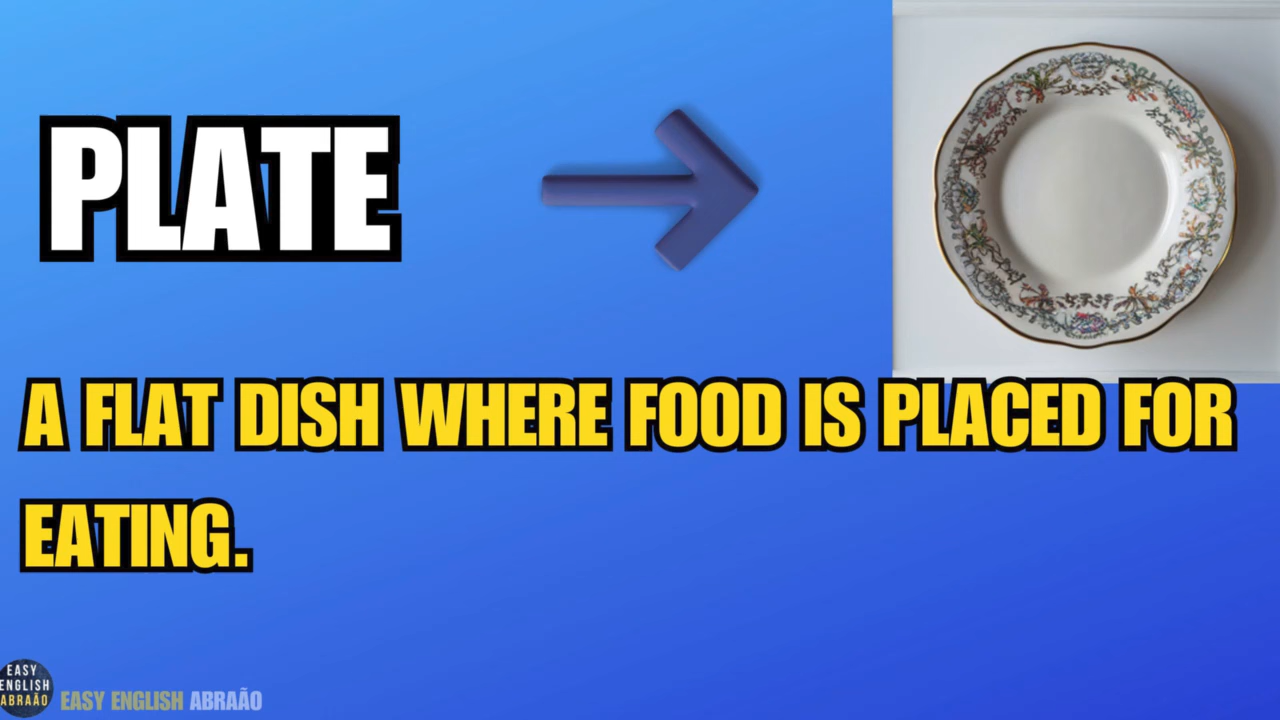 PLATE
A FLAT DISH WHERE FOOD IS PLACED FOR
EATING.
EASY
ENGLISH
ABRAÃO
EASY ENGLISH ABRAÃO